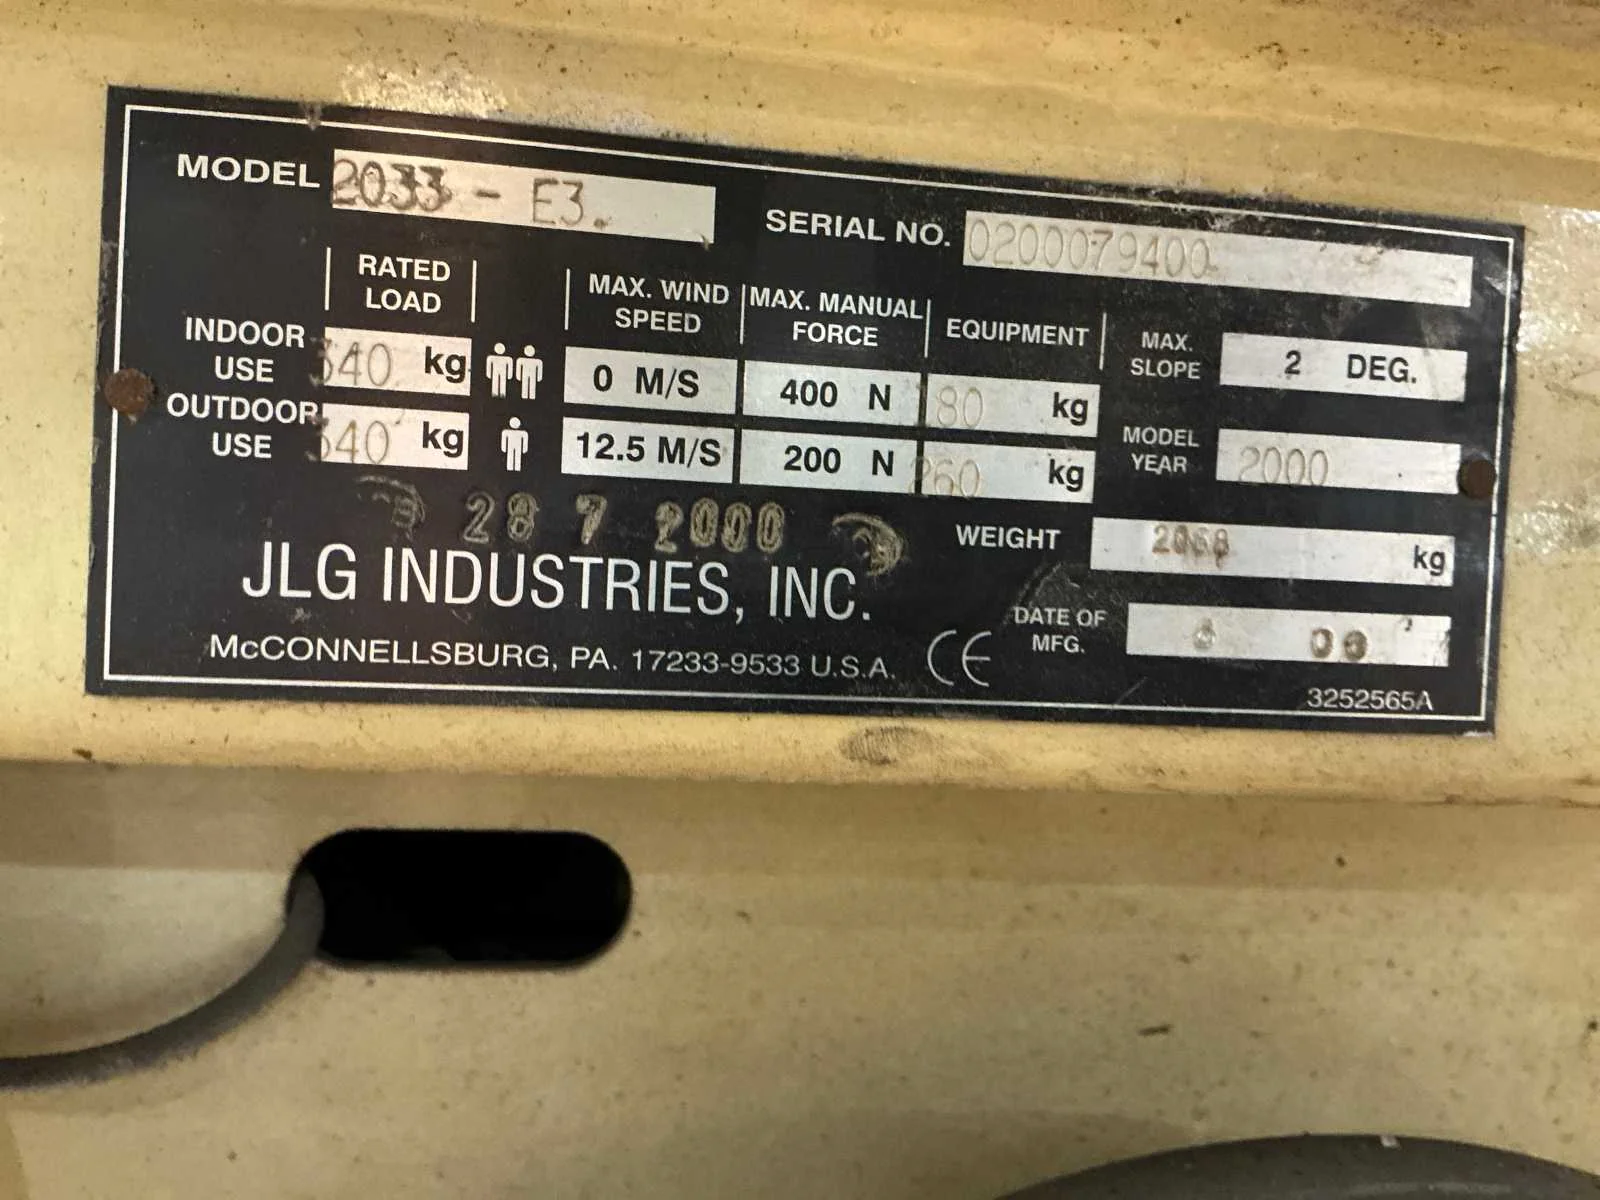 MODEL 2033 - E3.
SERIAL NO. 0200079400
RATED LOAD
MAX. WIND SPEED
MAX. MANUAL FORCE
EQUIPMENT
MAX. SLOPE 2 DEG.
INDOOR USE 340 kg 0 M/S 400 N 180 kg
OUTDOOR USE 340 kg 12.5 M/S 200 N 260 kg
MODEL YEAR 2000
28 7 2000
WEIGHT 2068 kg
JLG INDUSTRIES, INC.
McCONNELLSBURG, PA. 17233-9533 U.S.A.
CE
DATE OF MFG. 00
3252565A